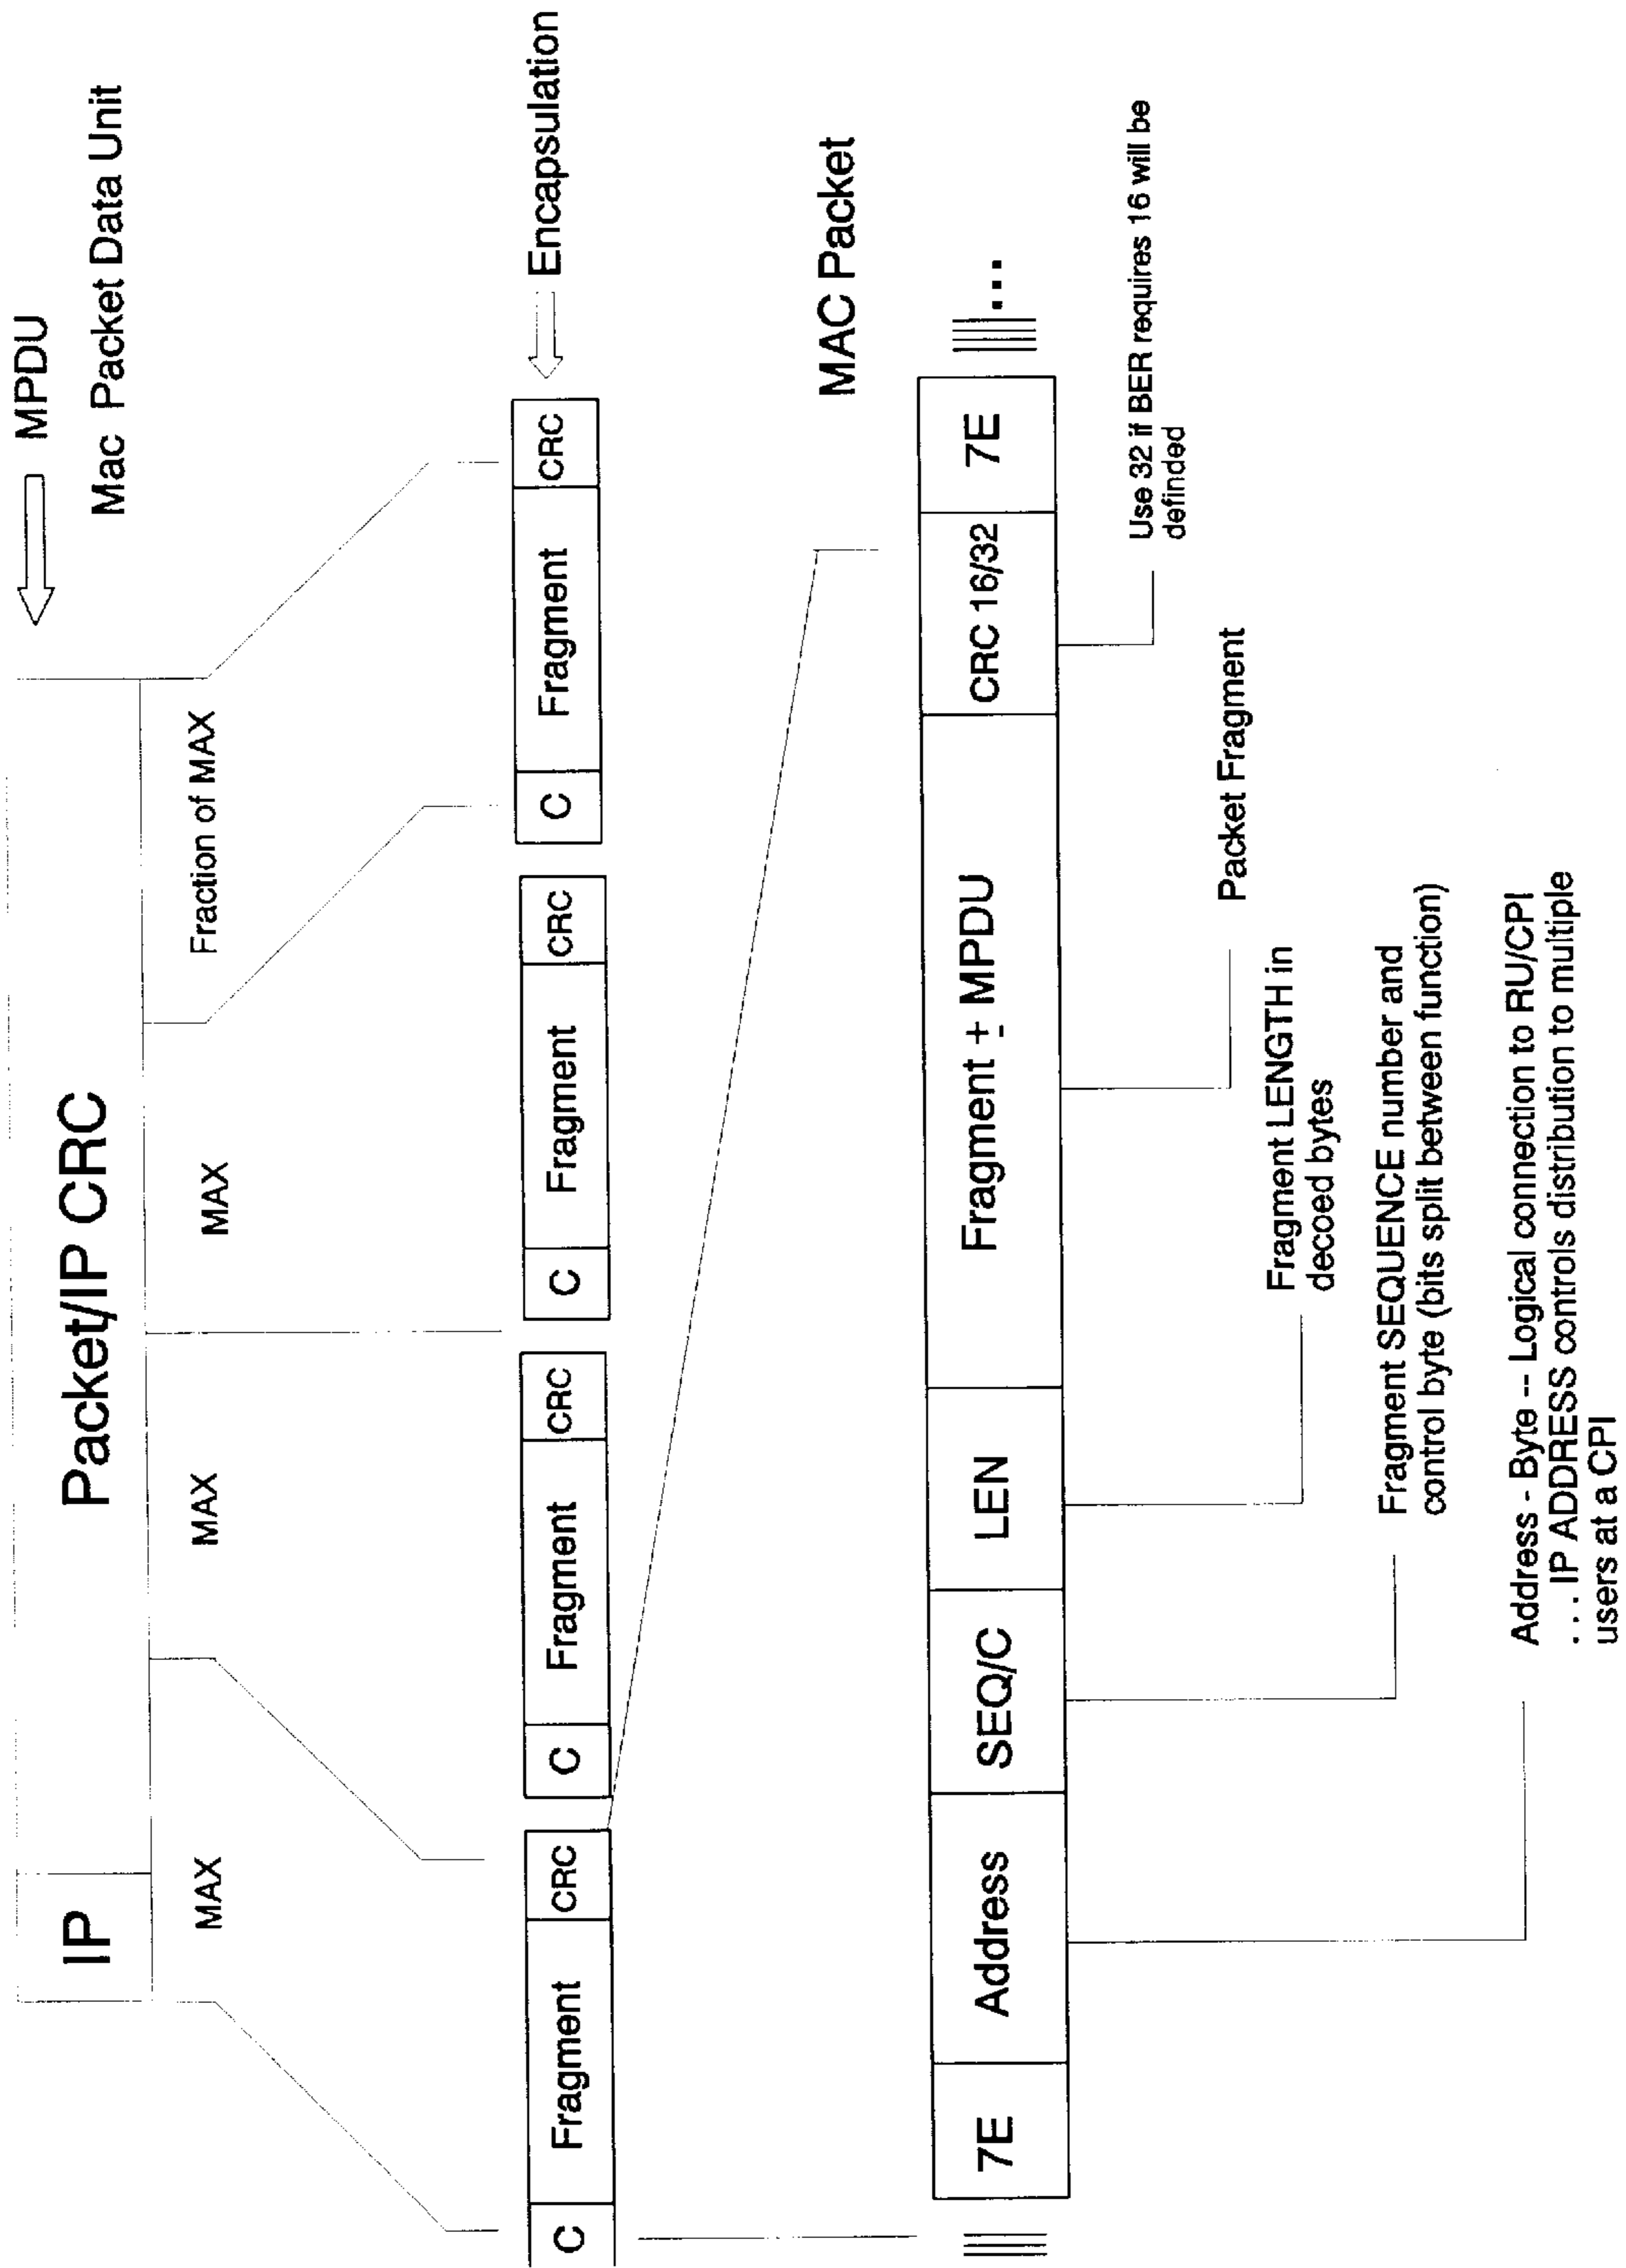 MPDU
Mac Packet Data Unit
IP
Packet/IP CRC
MAX
MAX
MAX
Fraction of MAX
C
Fragment
CRC
C
Fragment
CRC
C
Fragment
CRC
C
Fragment
CRC
Encapsulation
MAC Packet
7E
Address
SEQ/C
LEN
Fragment ± MPDU
CRC 16/32
7E
...
Use 32 if BER requires 16 will be
definded
Packet Fragment
Fragment LENGTH in
decoed bytes
Fragment SEQUENCE number and
control byte (bits split between function)
Address - Byte -- Logical connection to RU/CPI
. . . IP ADDRESS controls distribution to multiple
users at a CPI